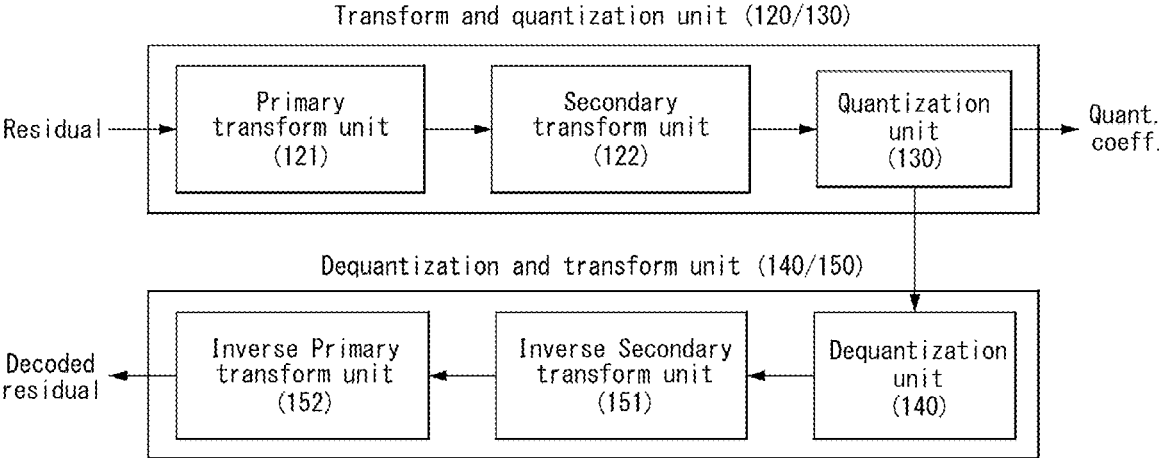 Transform and quantization unit (120/130)
Residual
Primary
transform unit
(121)
Secondary
transform unit
(122)
Quantization
unit
(130)
Quant.
coeff.
Dequantization and transform unit (140/150)
Decoded
residual
Inverse Primary
transform unit
(152)
Inverse Secondary
transform unit
(151)
Dequantization
unit
(140)